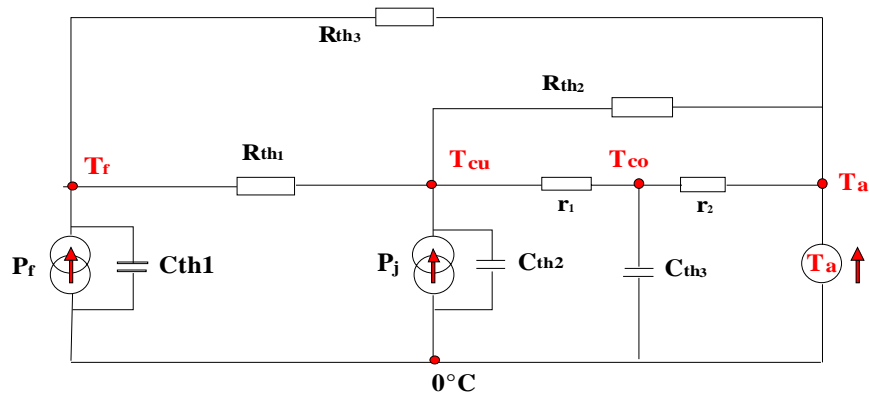 Rth3
Rth2
Rth1
Tf
Tcu
Tco
Ta
r1
r2
Pf
Cth1
Pj
Cth2
Cth3
Ta
0°C